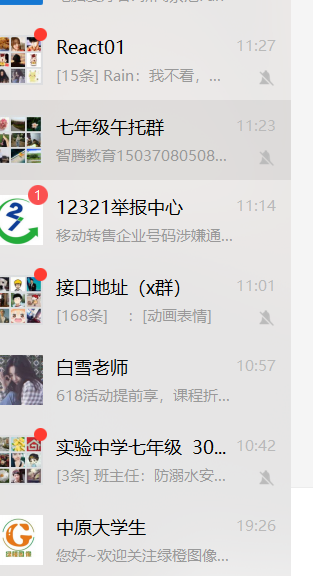 React01
11:27
[15条] Rain：我不看，...
七年级午托群
11:23
智腾教育15037080508...
1
12321举报中心
11:14
移动转售企业号码涉嫌通...
接口地址（x群）
11:01
[168条] ：[动画表情]
白雪老师
10:57
618活动提前享，课程折...
实验中学七年级 30...
10:42
[3条] 班主任：防溺水安...
中原大学生
19:26
您好~欢迎关注绿橙图像...
绿橙图像